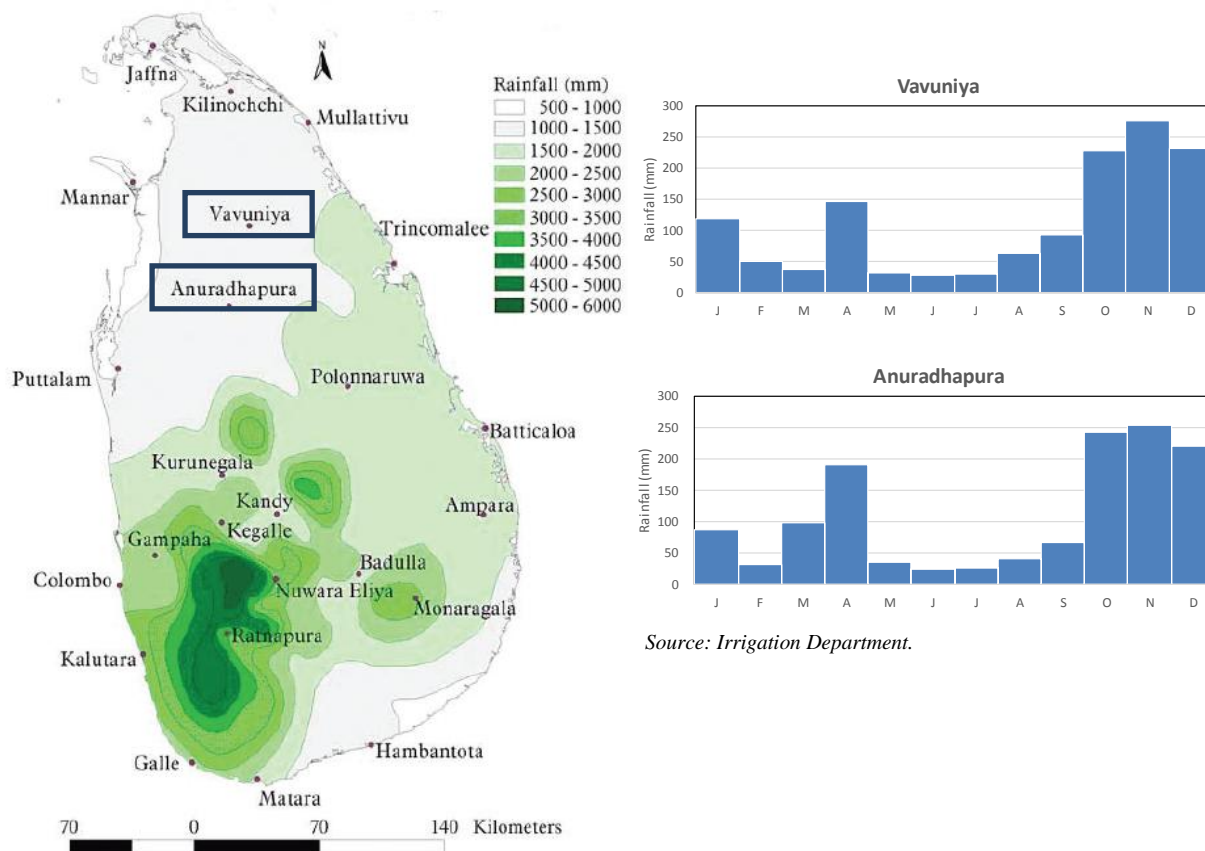 N
Jaffna
Kilinochchi
Mullattivu
Mannar
Vavuniya
Trincomalee
Anuradhapura
Puttalam
Polonnaruwa
Batticaloa
Kurunegala
Kandy
Ampara
Kegalle
Gampaha
Badulla
Colombo
Nuwara Eliya
Monaragala
Ratnapura
Kalutara
Hambantota
Galle
Matara
70 0 70 140 Kilometers
Rainfall (mm)
500 - 1000
1000 - 1500
1500 - 2000
2000 - 2500
2500 - 3000
3000 - 3500
3500 - 4000
4000 - 4500
4500 - 5000
5000 - 6000
Vavuniya
Rainfall (mm)
300
250
200
150
100
50
0
J F M A M J J A S O N D
Anuradhapura
Rainfall (mm)
300
250
200
150
100
50
0
J F M A M J J A S O N D
Source: Irrigation Department.